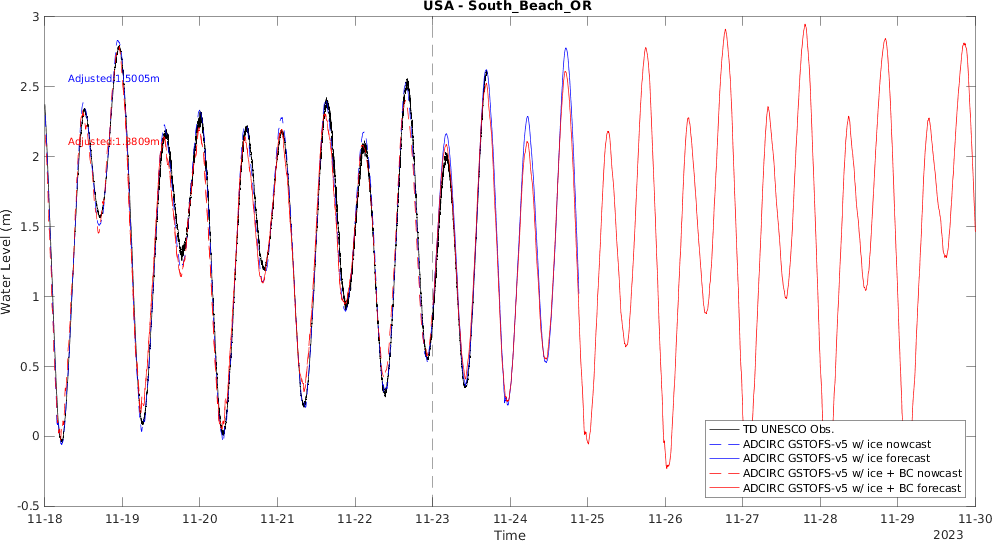 USA - South_Beach_OR
3
2.5
2
1.5
1
0.5
0
-0.5
Water Level (m)
Adjusted:1.5005m
Adjusted:1.3809m
TD UNESCO Obs.
ADCIRC GSTOFS-v5 w/ ice nowcast
ADCIRC GSTOFS-v5 w/ ice forecast
ADCIRC GSTOFS-v5 w/ ice + BC nowcast
ADCIRC GSTOFS-v5 w/ ice + BC forecast
11-18 11-19 11-20 11-21 11-22 11-23 11-24 11-25 11-26 11-27 11-28 11-29 11-30
Time
2023